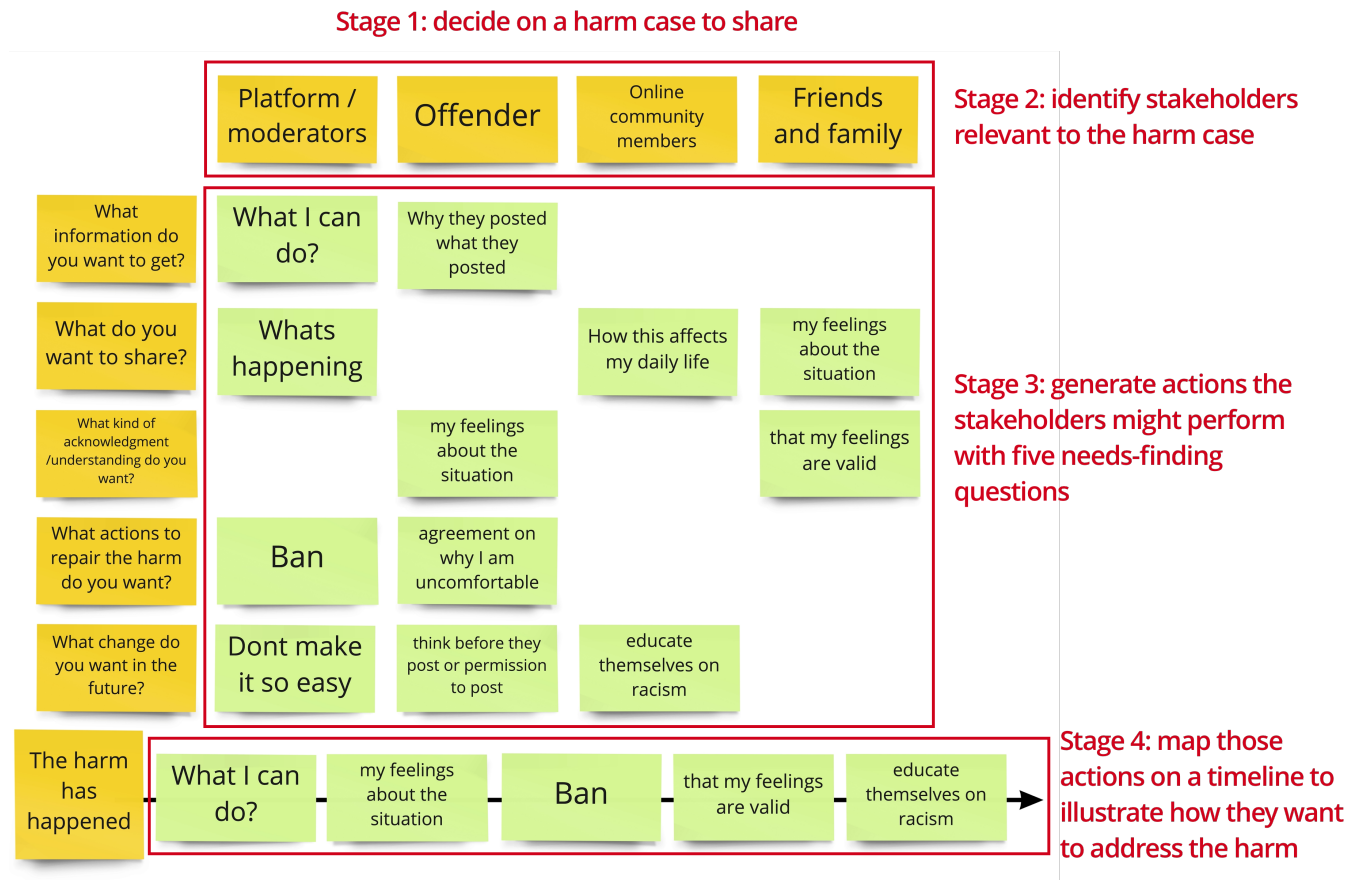 Stage 1: decide on a harm case to share
Platform /
moderators
Offender
Online
community
members
Friends
and family
Stage 2: identify stakeholders
relevant to the harm case
What
information do
you want to get?
What I can
do?
Why they posted
what they
posted
What do you
want to share?
Whats
happening
How this affects
my daily life
my feelings
about the
situation
Stage 3: generate actions the
stakeholders might perform
with five needs-finding
questions
What kind of
acknowledgment
/understanding do you
want?
my feelings
about the
situation
that my feelings
are valid
What actions to
repair the harm
do you want?
Ban
agreement on
why I am
uncomfortable
What change do
you want in the
future?
Dont make
it so easy
think before they
post or permission
to post
educate
themselves on
racism
The harm
has
happened
What I can
do?
my feelings
about the
situation
Ban
that my feelings
are valid
educate
themselves on
racism
Stage 4: map those
actions on a timeline to
illustrate how they want
to address the harm